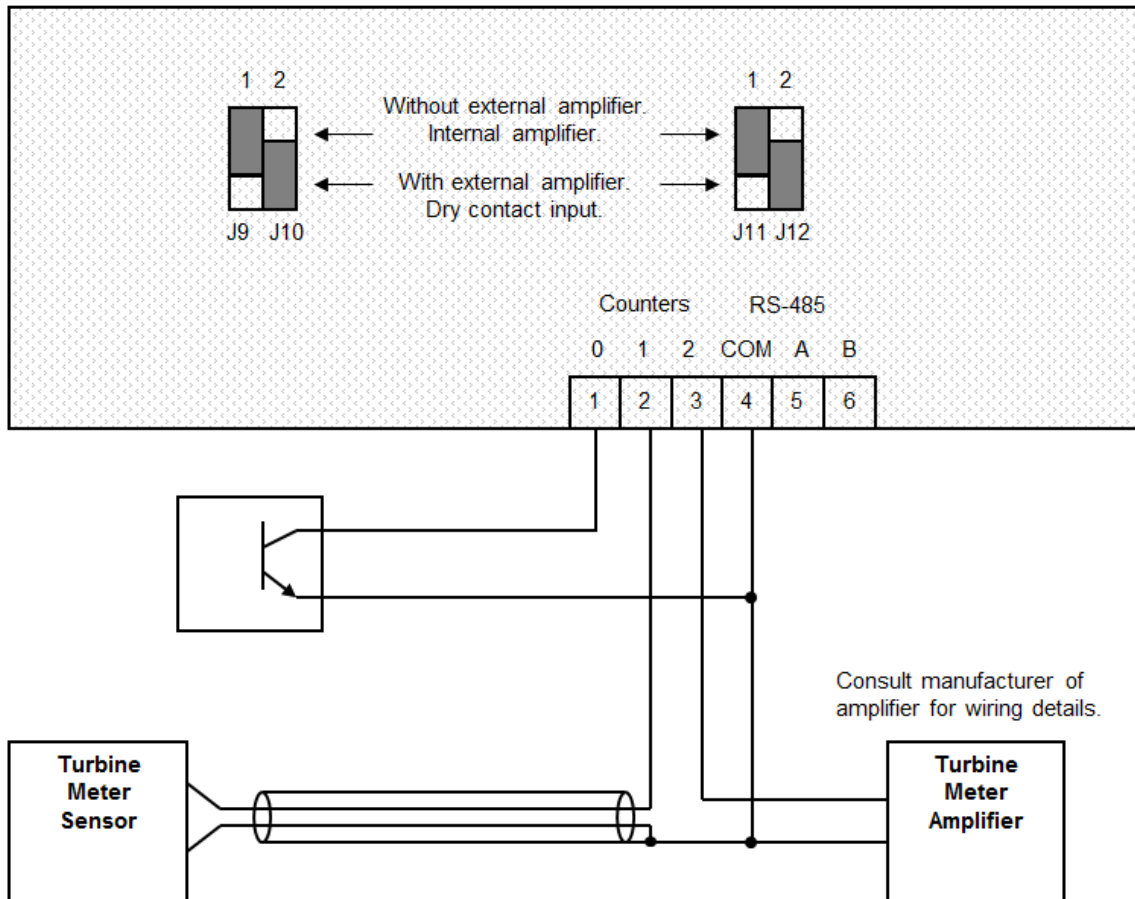 1 2
1 2
Without external amplifier.
Internal amplifier.
With external amplifier.
Dry contact input.
J9 J10
J11 J12
Counters RS-485
0 1 2 COM A B
1 2 3 4 5 6
Consult manufacturer of
amplifier for wiring details.
Turbine
Meter
Sensor
Turbine
Meter
Amplifier